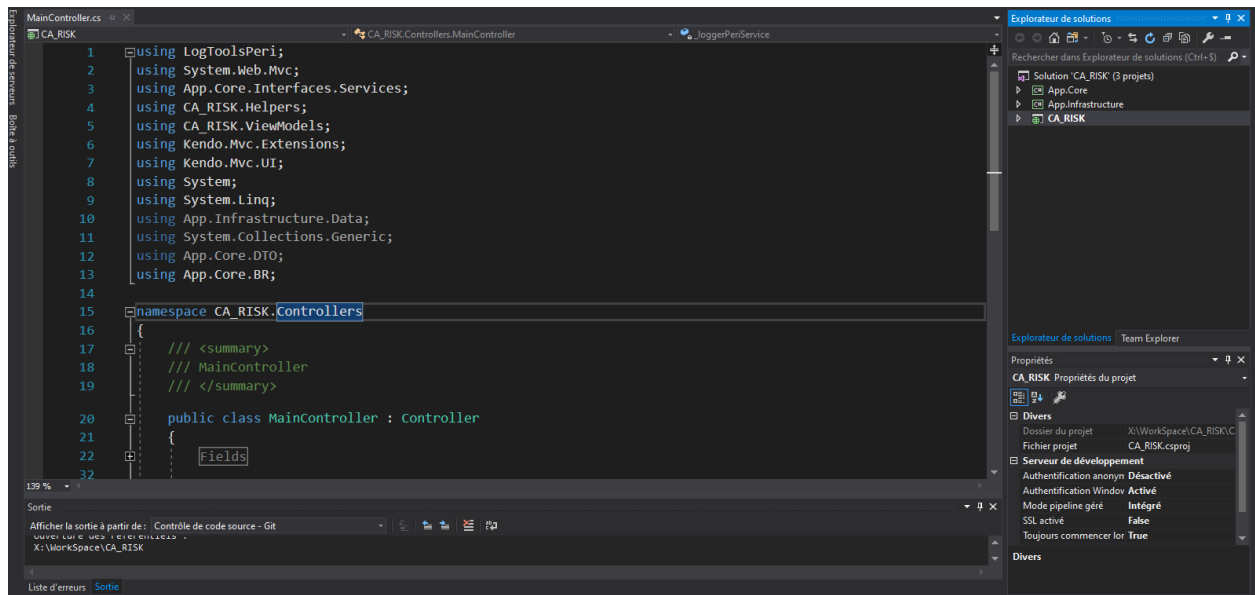 Explorateur de serveurs
Boîte à outils
MainController.cs
CA_RISK
CA_RISK.Controllers.MainController
_loggerPeriService
1 using LogToolsPeri;
2 using System.Web.Mvc;
3 using App.Core.Interfaces.Services;
4 using CA_RISK.Helpers;
5 using CA_RISK.ViewModels;
6 using Kendo.Mvc.Extensions;
7 using Kendo.Mvc.UI;
8 using System;
9 using System.Linq;
10 using App.Infrastructure.Data;
11 using System.Collections.Generic;
12 using App.Core.DTO;
13 using App.Core.BR;
14
15 namespace CA_RISK.Controllers
16 {
17 /// <summary>
18 /// MainController
19 /// </summary>
20 public class MainController : Controller
21 {
22 Fields
32
139 %
Sortie
Afficher la sortie à partir de : Contrôle de code source - Git
Ouverture des référentiels :
X:\WorkSpace\CA_RISK
Liste d'erreurs Sortie
Explorateur de solutions
Rechercher dans Explorateur de solutions (Ctrl+$)
Solution 'CA_RISK' (3 projets)
App.Core
App.Infrastructure
CA_RISK
Explorateur de solutions Team Explorer
Propriétés
CA_RISK Propriétés du projet
Divers
Dossier du projet X:\WorkSpace\CA_RISK\C
Fichier projet CA_RISK.csproj
Serveur de développement
Authentification anonyn Désactivé
Authentification Window Activé
Mode pipeline géré Intégré
SSL activé False
Toujours commencer lor True
Divers